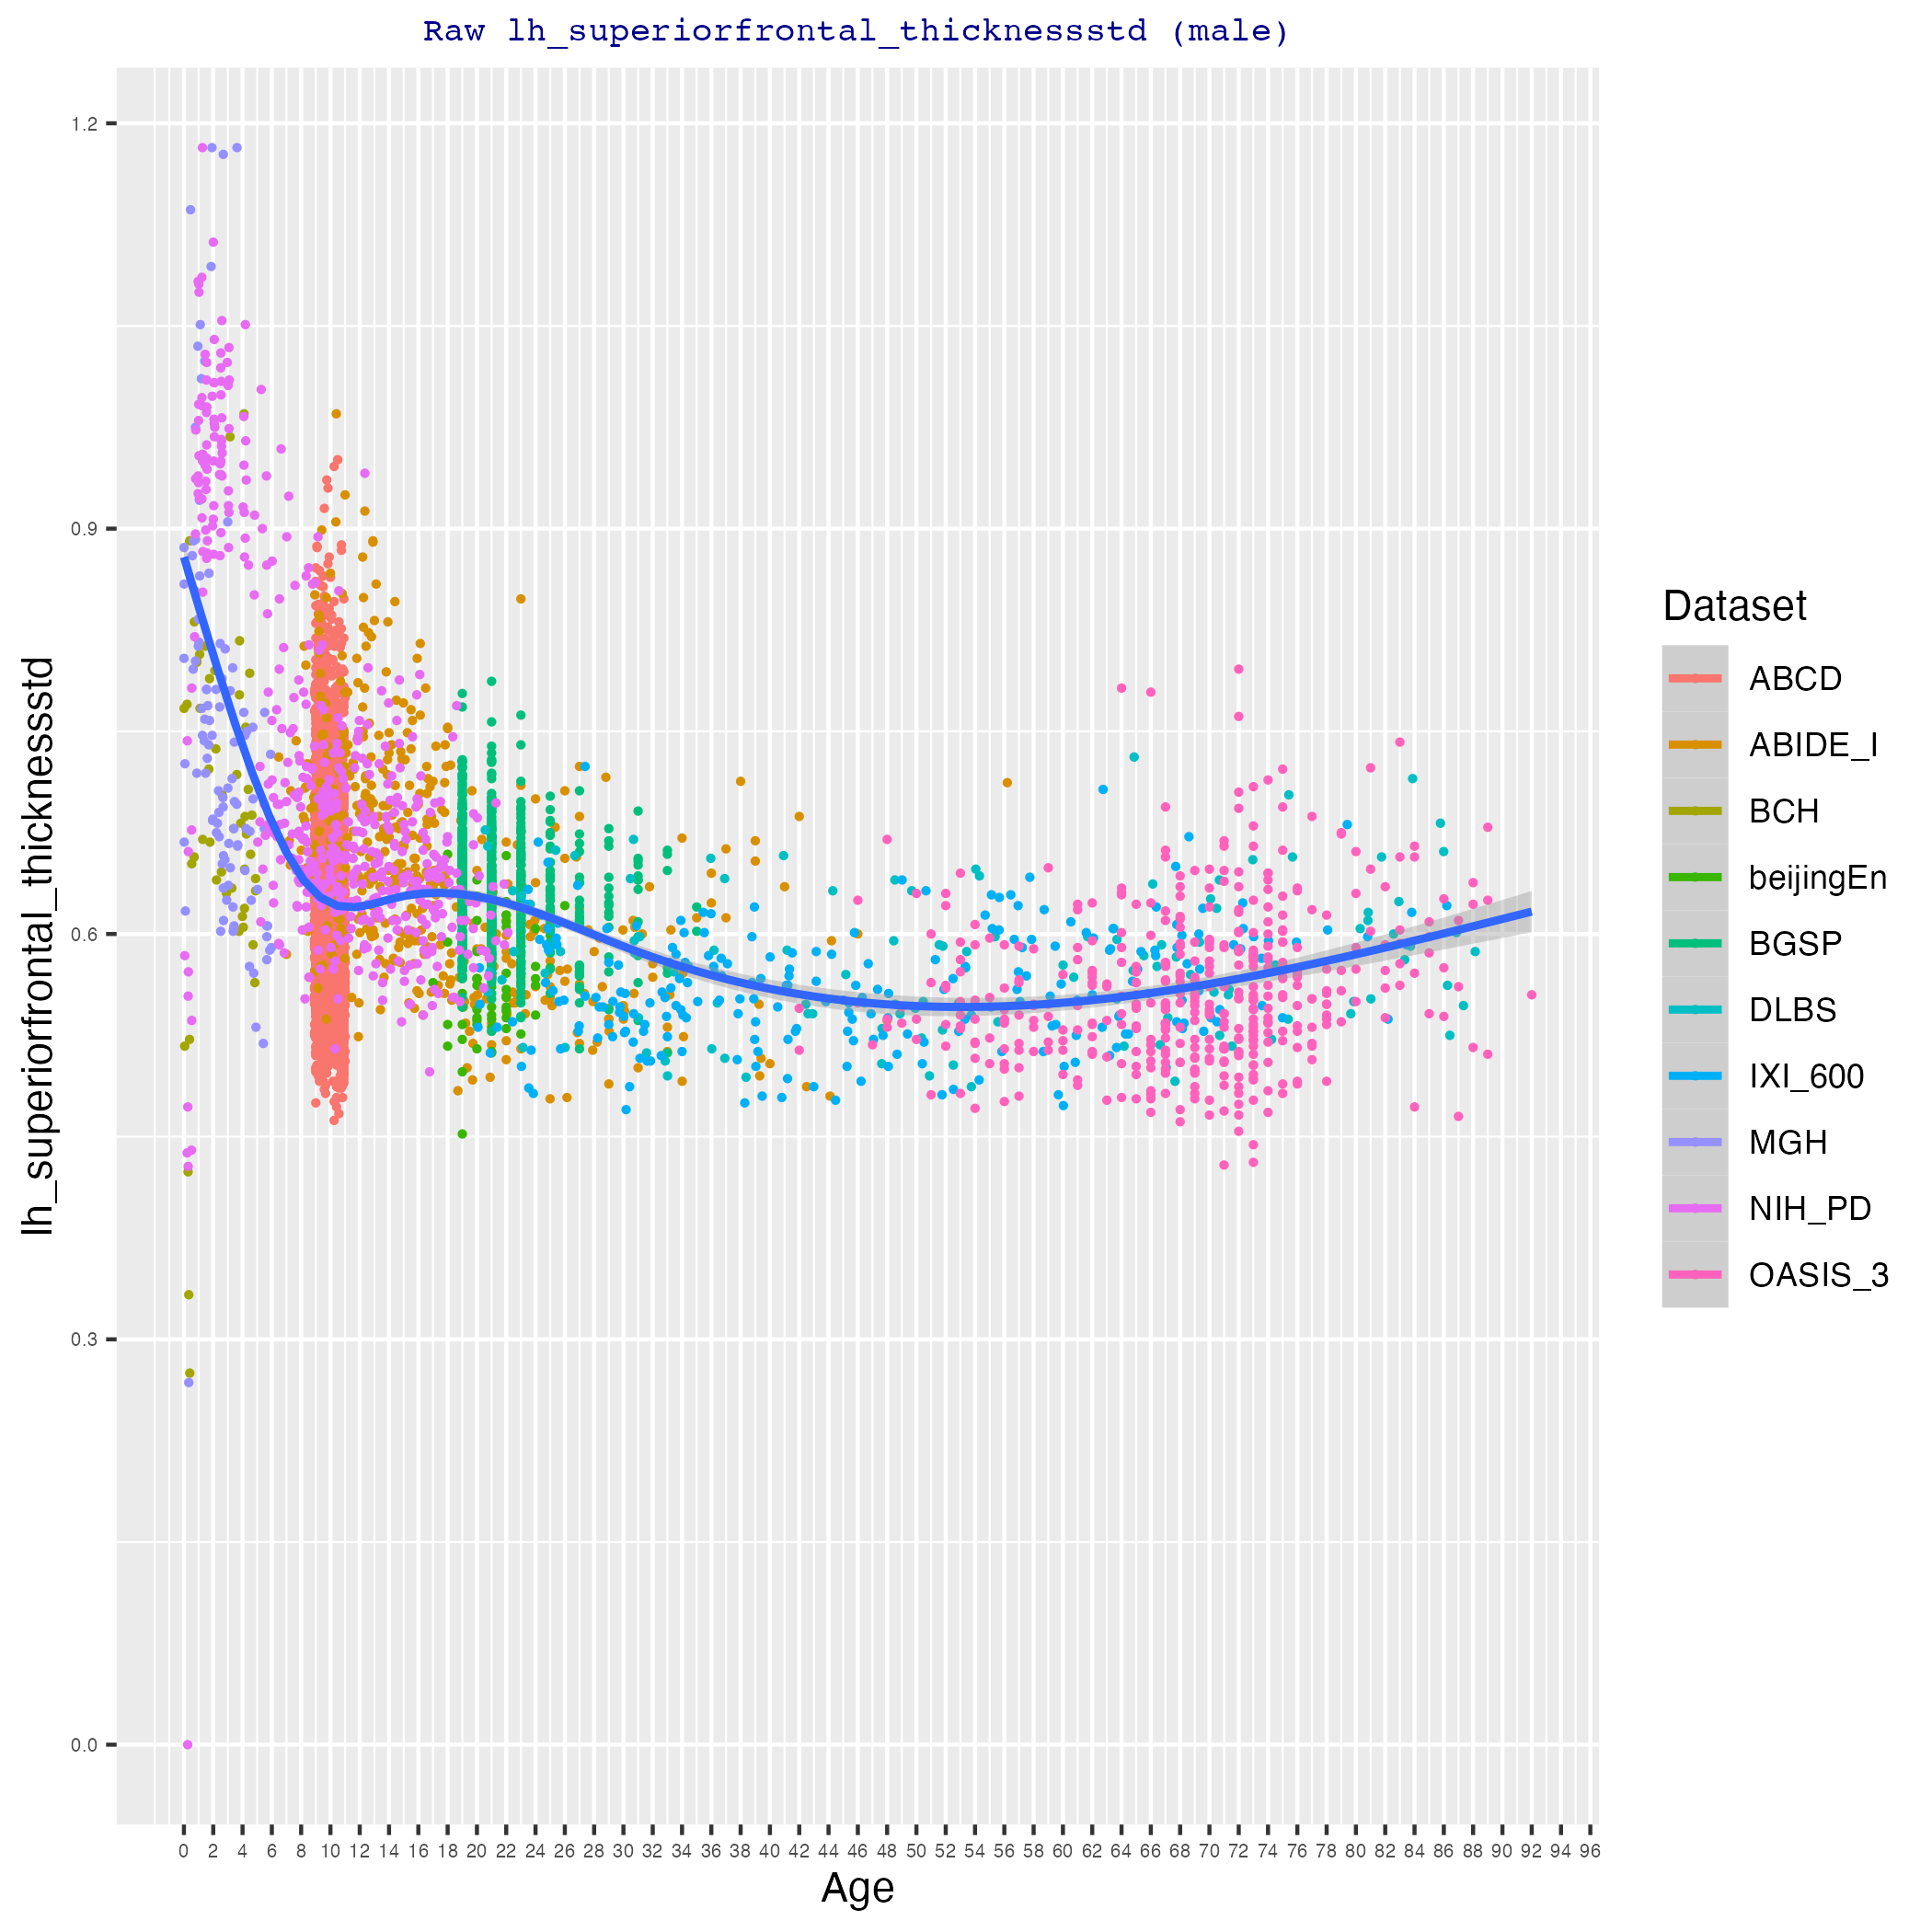 Raw lh_superiorfrontal_thicknessstd (male)
lh_superiorfrontal_thicknessstd
1.2
0.9
0.6
0.3
0.0
0 2 4 6 8 10 12 14 16 18 20 22 24 26 28 30 32 34 36 38 40 42 44 46 48 50 52 54 56 58 60 62 64 66 68 70 72 74 76 78 80 82 84 86 88 90 92 94 96
Age
Dataset
ABCD
ABIDE_I
BCH
beijingEn
BGSP
DLBS
IXI_600
MGH
NIH_PD
OASIS_3